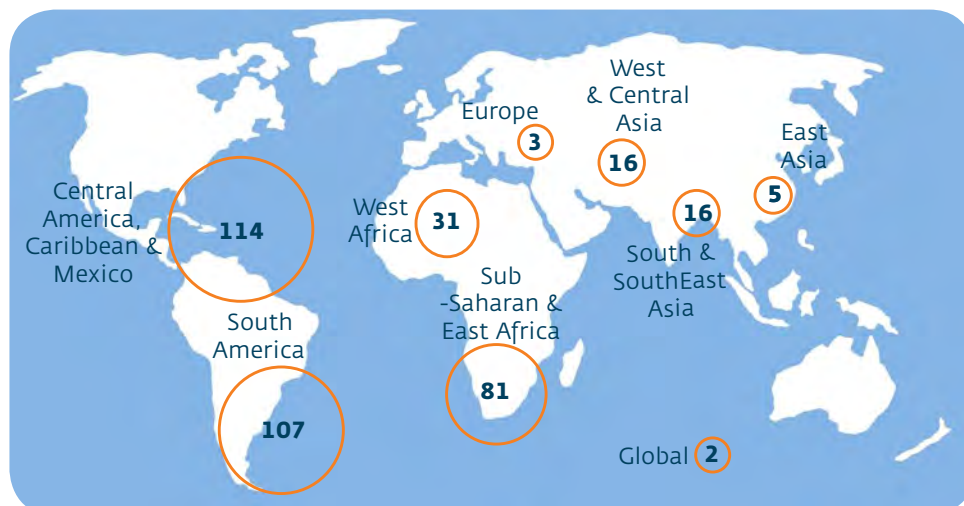 Central
America,
Caribbean &
Mexico
114
South
America
107
Europe
3
West
Africa
31
Sub
-Saharan &
East Africa
81
West
& Central
Asia
16
East
Asia
5
16
South &
SouthEast
Asia
Global 2